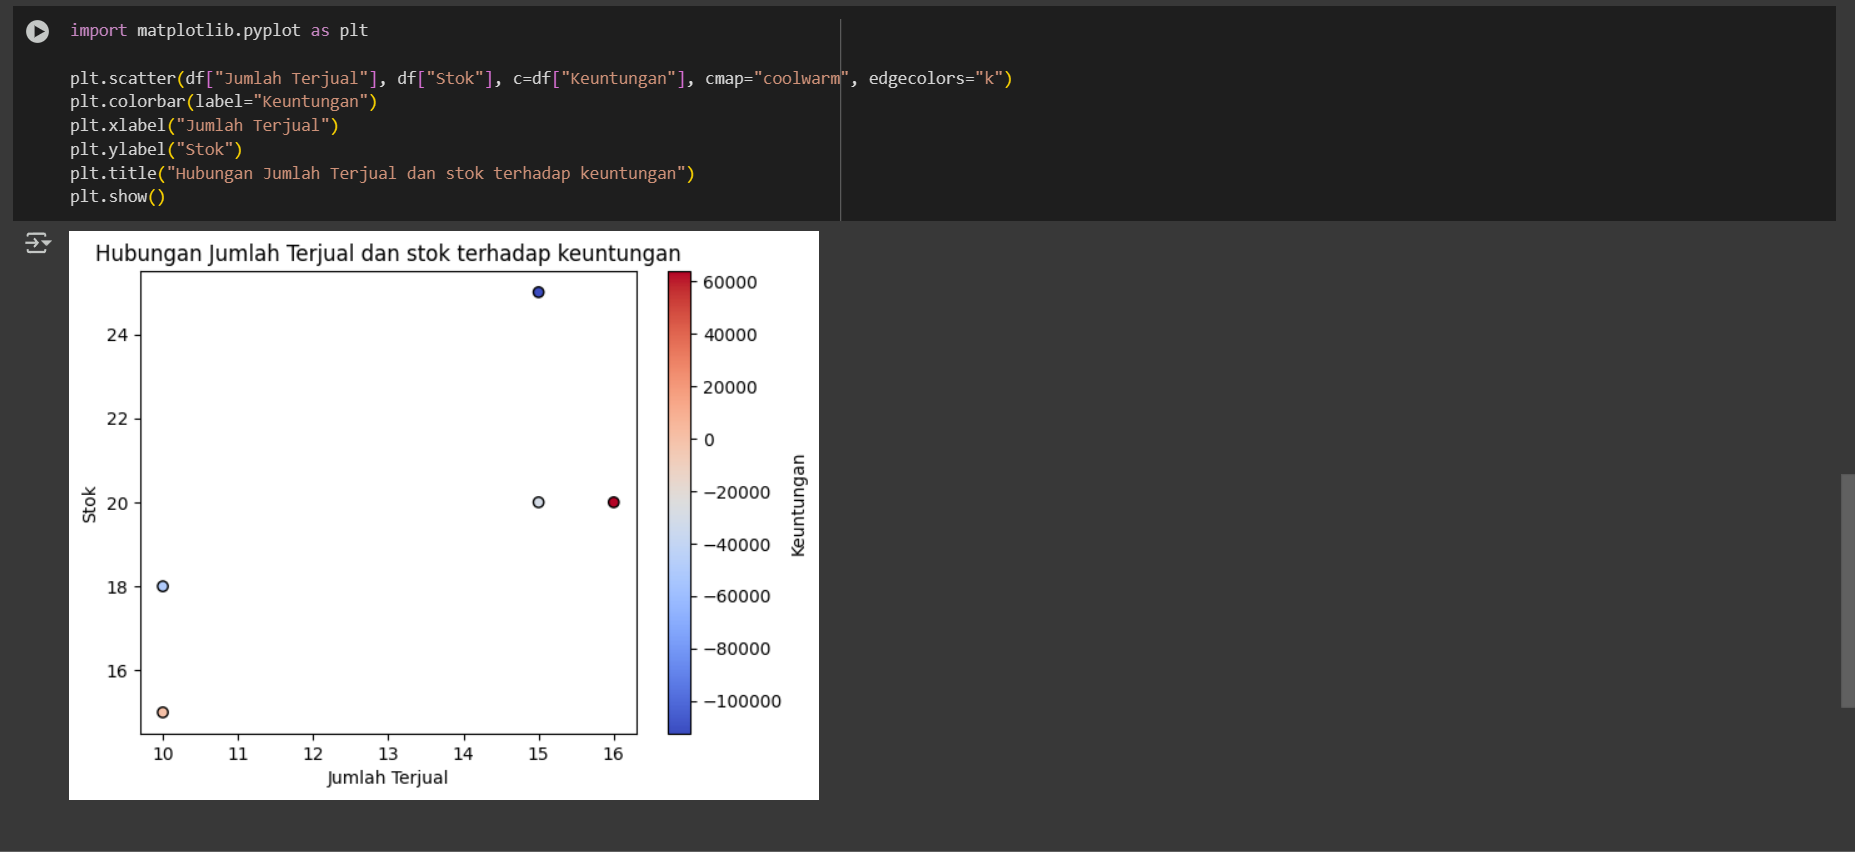 import matplotlib.pyplot as plt
plt.scatter(df["Jumlah Terjual"], df["Stok"], c=df["Keuntungan"], cmap="coolwarm", edgecolors="k")
plt.colorbar(label="Keuntungan")
plt.xlabel("Jumlah Terjual")
plt.ylabel("Stok")
plt.title("Hubungan Jumlah Terjual dan stok terhadap keuntungan")
plt.show()
Hubungan Jumlah Terjual dan stok terhadap keuntungan
Stok
24
22
20
18
16
10 11 12 13 14 15 16
Jumlah Terjual
60000
40000
20000
0
−20000
−40000
−60000
−80000
−100000
Keuntungan